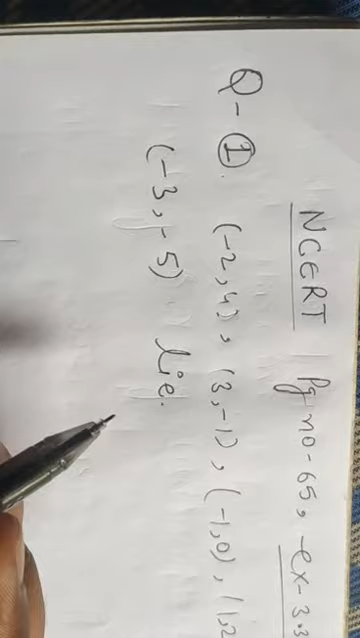 NCERT Pg no-65, ex-3.3
Q-①. (-2,4), (3,-1), (-1,0), (1,2
(-3,-5) lie.